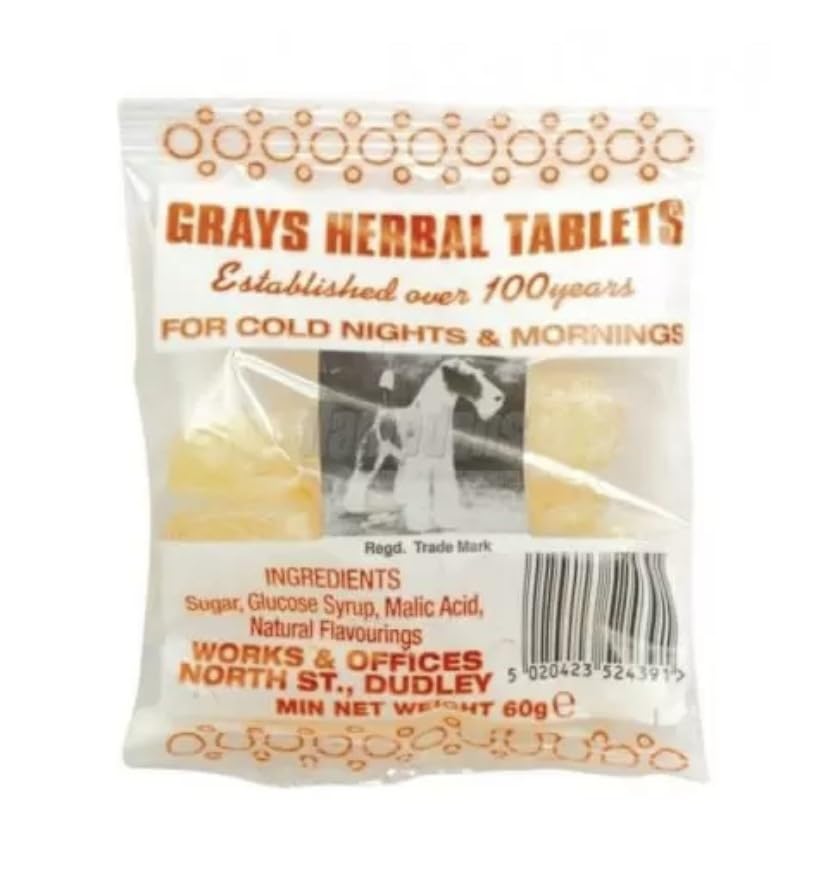 GRAYS HERBAL TABLETS®
Established over 100years
FOR COLD NIGHTS & MORNINGS
Regd. Trade Mark
INGREDIENTS
Sugar, Glucose Syrup, Malic Acid,
Natural Flavourings
WORKS & OFFICES
NORTH ST., DUDLEY
MIN NET WEIGHT 60g e
5 020423 524391 >